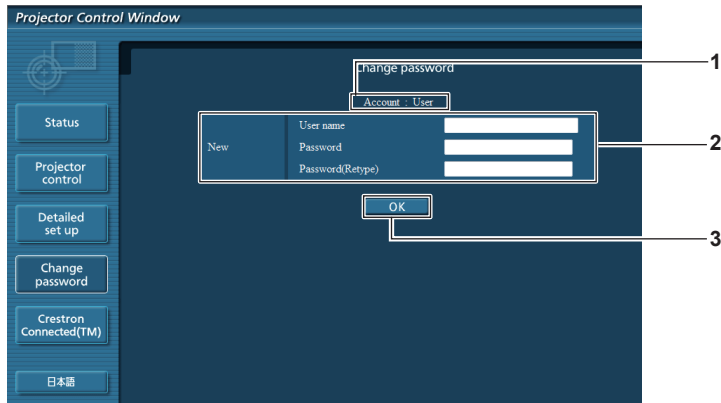 Projector Control Window
Change password
1
Account : User
Status
New
User name
Password
Password(Retype)
2
Projector
control
OK
Detailed
set up
3
Change
password
Crestron
Connected(TM)
日本語